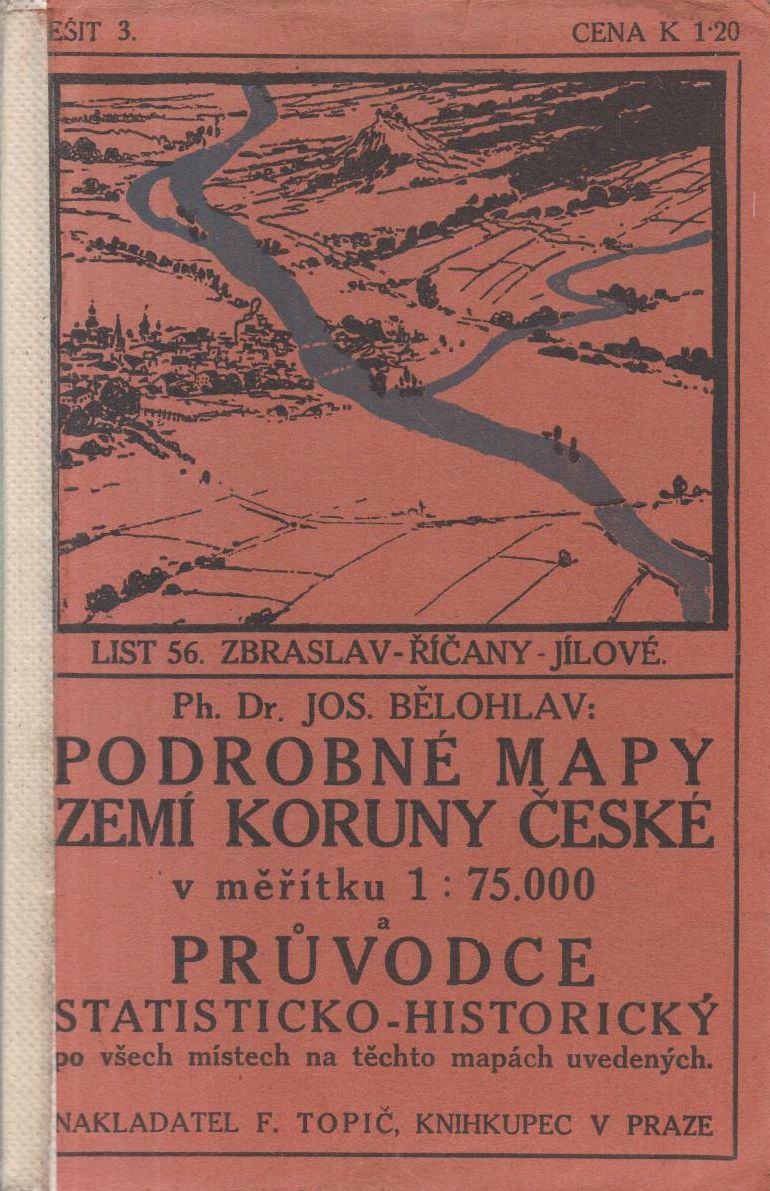 EŠIT 3. CENA K 1·20
LIST 56. ZBRASLAV-ŘÍČANY-JÍLOVÉ.
Ph. Dr. JOS. BĚLOHLAV:
PODROBNÉ MAPY
ZEMÍ KORUNY ČESKÉ
v měřítku 1 : 75.000
a
PRŮVODCE
STATISTICKO-HISTORICKÝ
po všech místech na těchto mapách uvedených.
NAKLADATEL F. TOPIČ, KNIHKUPEC V PRAZE